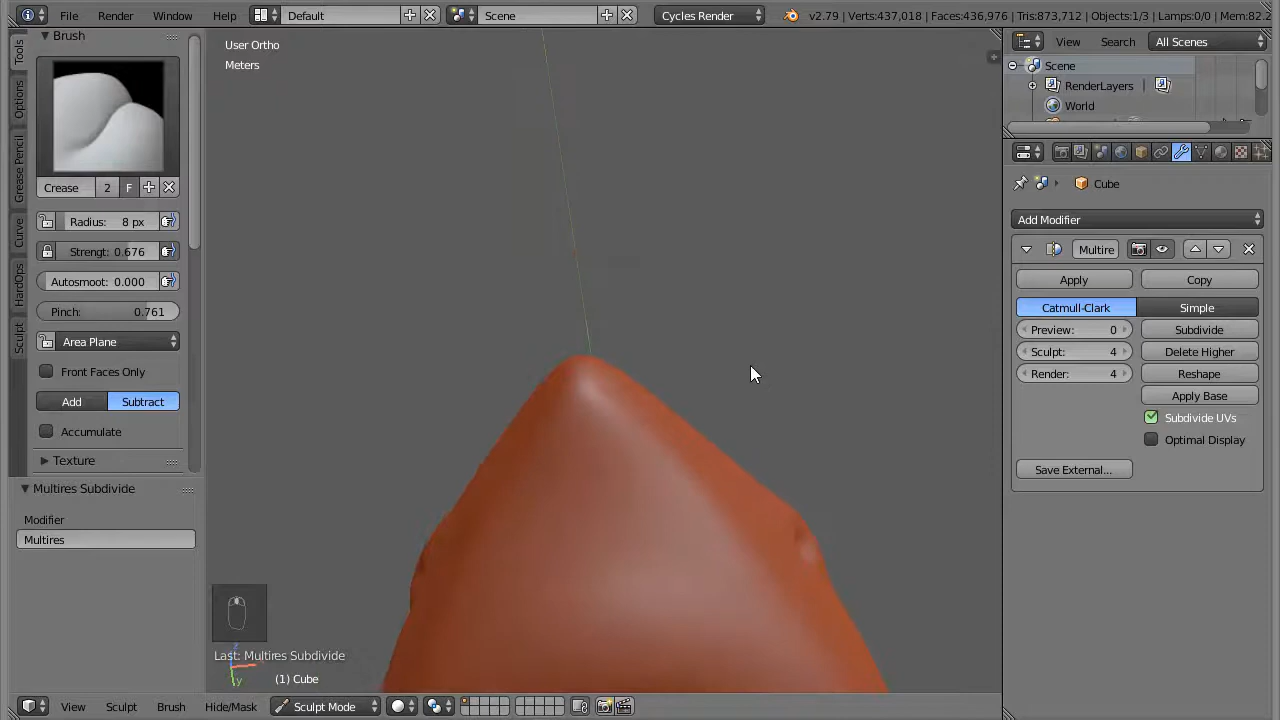 File Render Window Help Default Scene Cycles Render v2.79 | Verts:437,018 | Faces:436,976 | Tris:873,712 | Objects:1/3 | Lamps:0/0 | Mem:82.2
Tools
Options
Grease Pencil
Curve
HardOps
Sculpt
Brush
Crease 2 F
Radius: 8 px
Strengt: 0.676
Autosmoot: 0.000
Pinch: 0.761
Area Plane
Front Faces Only
Add Subtract
Accumulate
Texture
Multires Subdivide
Modifier
Multires
User Ortho
Meters
Last: Multires Subdivide
(1) Cube
z
y
View Sculpt Brush Hide/Mask Sculpt Mode
View Search All Scenes
Scene
RenderLayers
World
Cube
Add Modifier
Multire
Apply Copy
Catmull-Clark Simple
Preview: 0 Subdivide
Sculpt: 4 Delete Higher
Render: 4 Reshape
Apply Base
Subdivide UVs
Optimal Display
Save External...